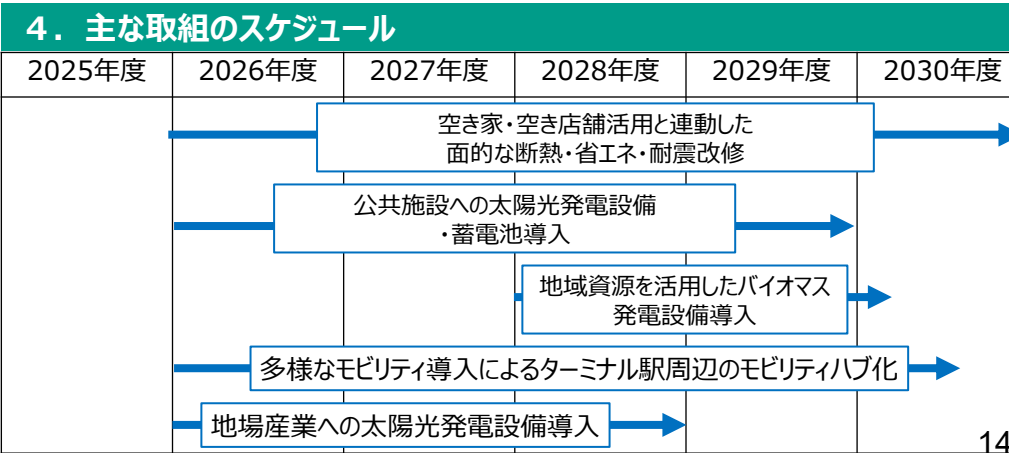 ４．主な取組のスケジュール
2025年度 2026年度 2027年度 2028年度 2029年度 2030年度
空き家・空き店舗活用と連動した
面的な断熱・省エネ・耐震改修
公共施設への太陽光発電設備
・蓄電池導入
地域資源を活用したバイオマス
発電設備導入
多様なモビリティ導入によるターミナル駅周辺のモビリティハブ化
地場産業への太陽光発電設備導入
14